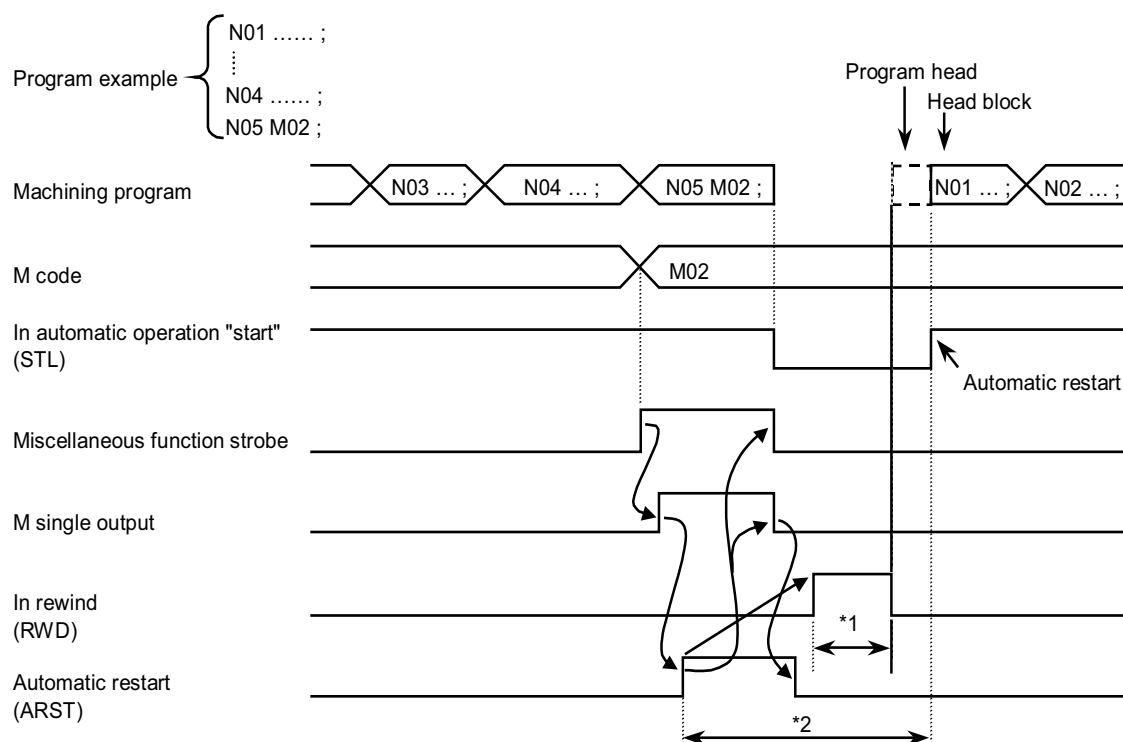 Program example
N01 …… ;
N04 …… ;
N05 M02 ;
Program head
Head block
Machining program
N03 … ;
N04 … ;
N05 M02 ;
N01 … ;
N02 … ;
M code
M02
In automatic operation "start"
(STL)
Automatic restart
Miscellaneous function strobe
M single output
In rewind
(RWD)
*1
Automatic restart
(ARST)
*2